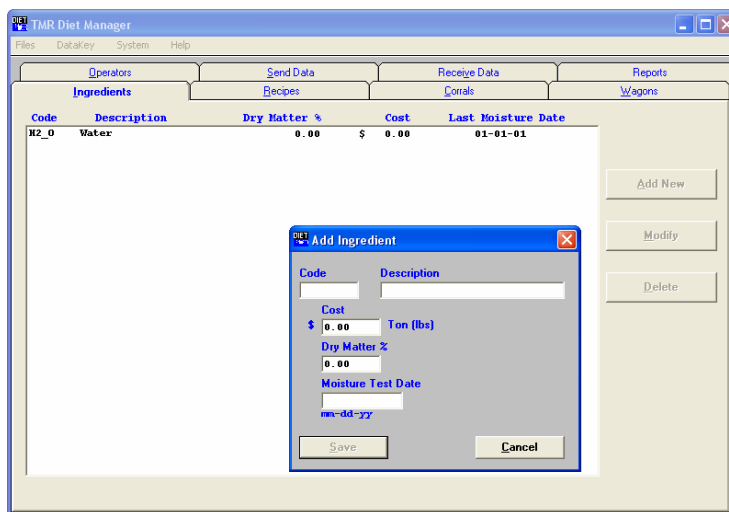 DIET
TMR Diet Manager
Files DataKey System Help
Operators Send Data Receive Data Reports
Ingredients Recipes Corrals Wagons
Code Description Dry Matter % Cost Last Moisture Date
H2_O Water 0.00 $ 0.00 01-01-01
Add New
DIET
Add Ingredient
Modify
Code Description
Delete
Cost
$ 0.00 Ton (lbs)
Dry Matter %
0.00
Moisture Test Date
mm-dd-yy
Save Cancel